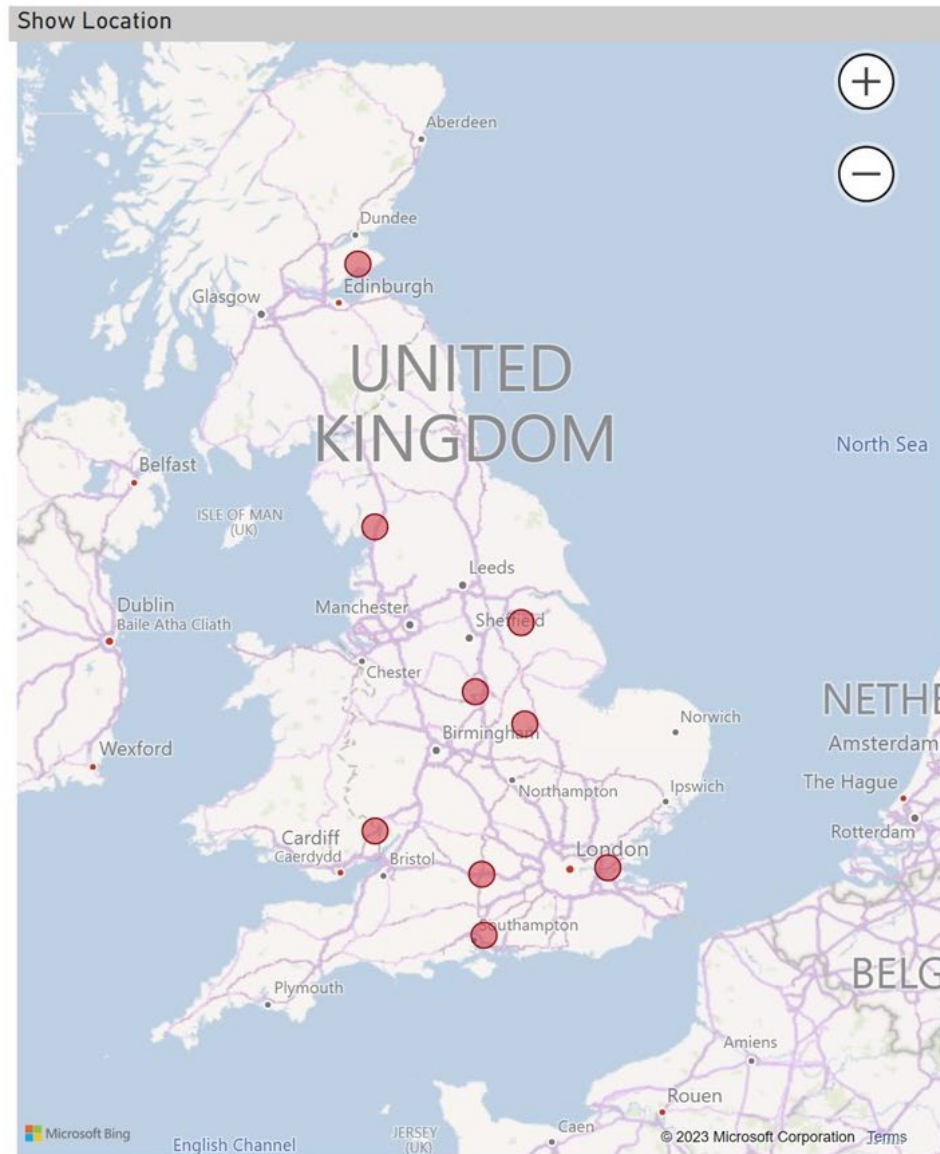 Show Location
Aberdeen
Dundee
Edinburgh
Glasgow
UNITED
KINGDOM
North Sea
Belfast
ISLE OF MAN
(UK)
Leeds
Dublin
Baile Atha Cliath
Manchester
Sheffield
Chester
NETHE
Norwich
Birmingham
Amsterdam
Wexford
The Hague
Northampton
Ipswich
Rotterdam
Cardiff
Caerdydd
Bristol
London
Southampton
BELG
Plymouth
Amiens
Rouen
Caen
JERSEY
(UK)
English Channel
Microsoft Bing
© 2023 Microsoft Corporation Terms